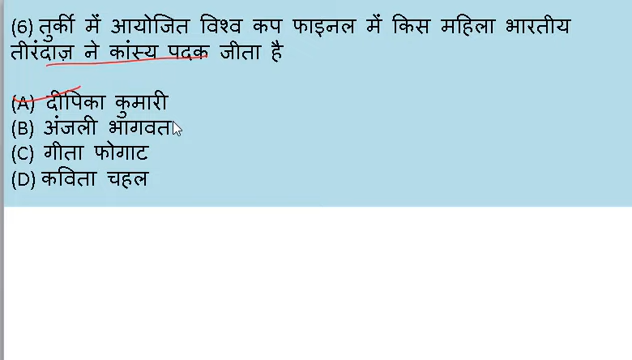 (6) तुर्की में आयोजित विश्व कप फाइनल में किस महिला भारतीय
तीरंदाज़ ने कांस्य पदक जीता है
(A) दीपिका कुमारी
(B) अंजली भागवत
(C) गीता फोगाट
(D) कविता चहल